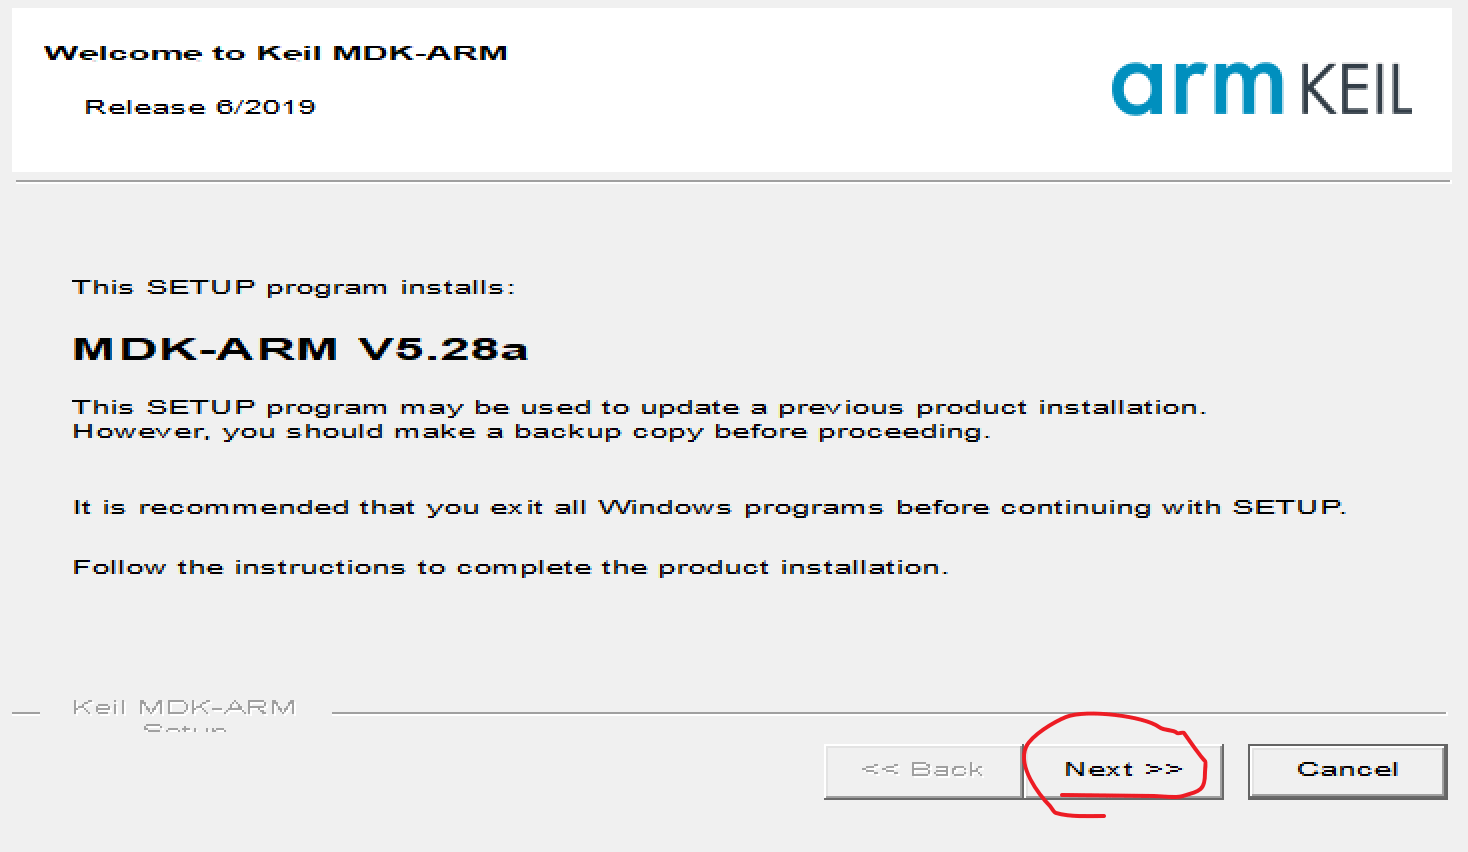 Welcome to Keil MDK-ARM
Release 6/2019
arm KEIL
This SETUP program installs:
MDK-ARM V5.28a
This SETUP program may be used to update a previous product installation.
However, you should make a backup copy before proceeding.
It is recommended that you exit all Windows programs before continuing with SETUP.
Follow the instructions to complete the product installation.
Keil MDK-ARM
Setup
<< Back
Next >>
Cancel